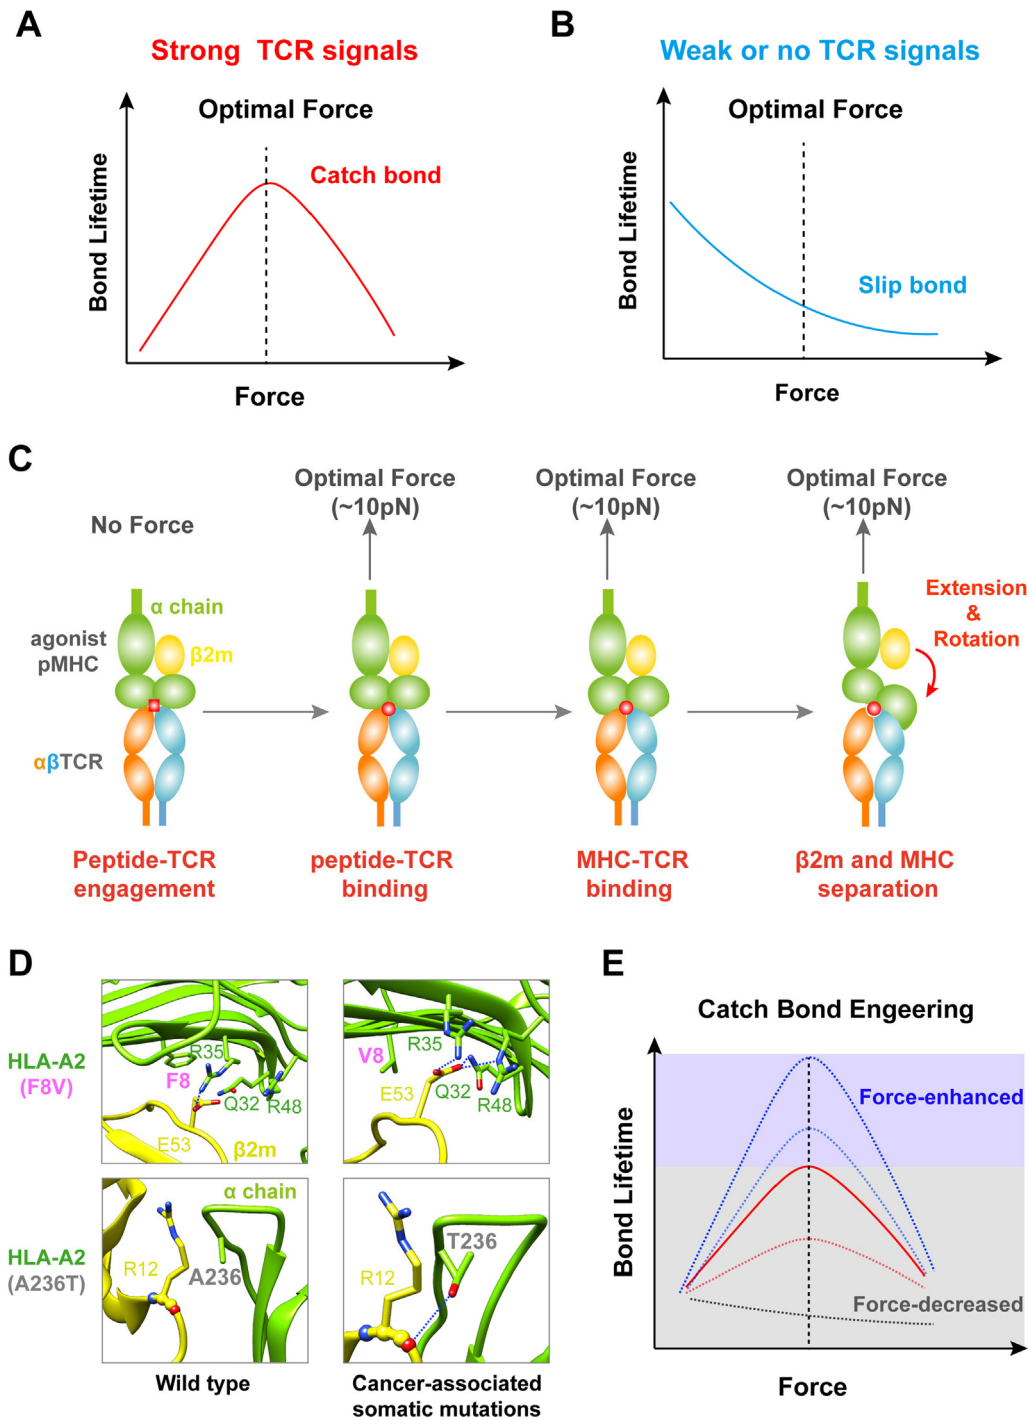 A
Strong TCR signals
Optimal Force
Catch bond
Bond Lifetime
Force
B
Weak or no TCR signals
Optimal Force
Slip bond
Bond Lifetime
Force
C
No Force
Optimal Force
(~10pN)
Optimal Force
(~10pN)
Optimal Force
(~10pN)
α chain
agonist
pMHC
β2m
Extension
&
Rotation
αβTCR
Peptide-TCR
engagement
peptide-TCR
binding
MHC-TCR
binding
β2m and MHC
separation
D
HLA-A2
(F8V)
R35
F8
Q32
R48
E53
β2m
R35
V8
E53
Q32
R48
HLA-A2
(A236T)
α chain
R12
A236
T236
R12
Wild type
Cancer-associated
somatic mutations
E
Catch Bond Engeering
Force-enhanced
Force-decreased
Bond Lifetime
Force